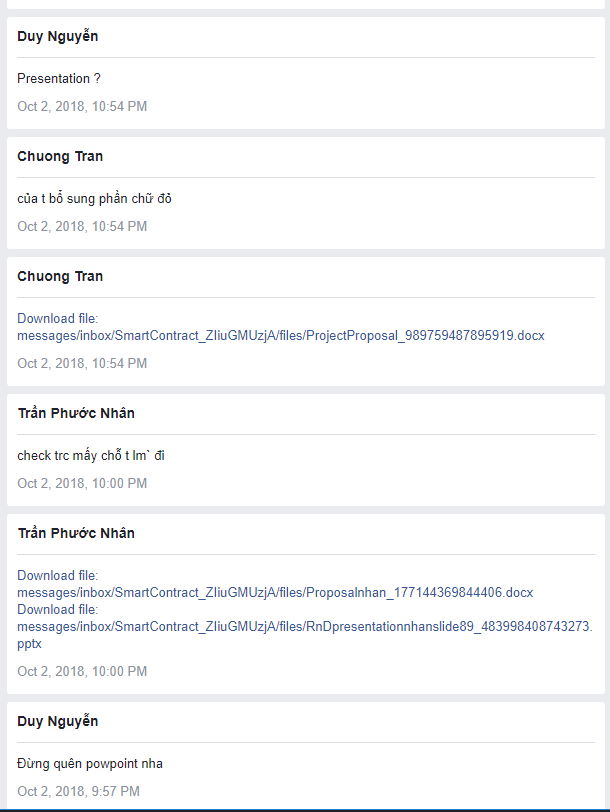 Duy Nguyễn
Presentation ?
Oct 2, 2018, 10:54 PM
Chuong Tran
của t bổ sung phần chữ đỏ
Oct 2, 2018, 10:54 PM
Chuong Tran
Download file:
messages/inbox/SmartContract_ZIiuGMUzjA/files/ProjectProposal_989759487895919.docx
Oct 2, 2018, 10:54 PM
Trần Phước Nhân
check trc mấy chỗ t lm` đi
Oct 2, 2018, 10:00 PM
Trần Phước Nhân
Download file:
messages/inbox/SmartContract_ZIiuGMUzjA/files/Proposalnhan_177144369844406.docx
Download file:
messages/inbox/SmartContract_ZIiuGMUzjA/files/RnDpresentationnhanslide89_483998408743273.
pptx
Oct 2, 2018, 10:00 PM
Duy Nguyễn
Đừng quên powpoint nha
Oct 2, 2018, 9:57 PM